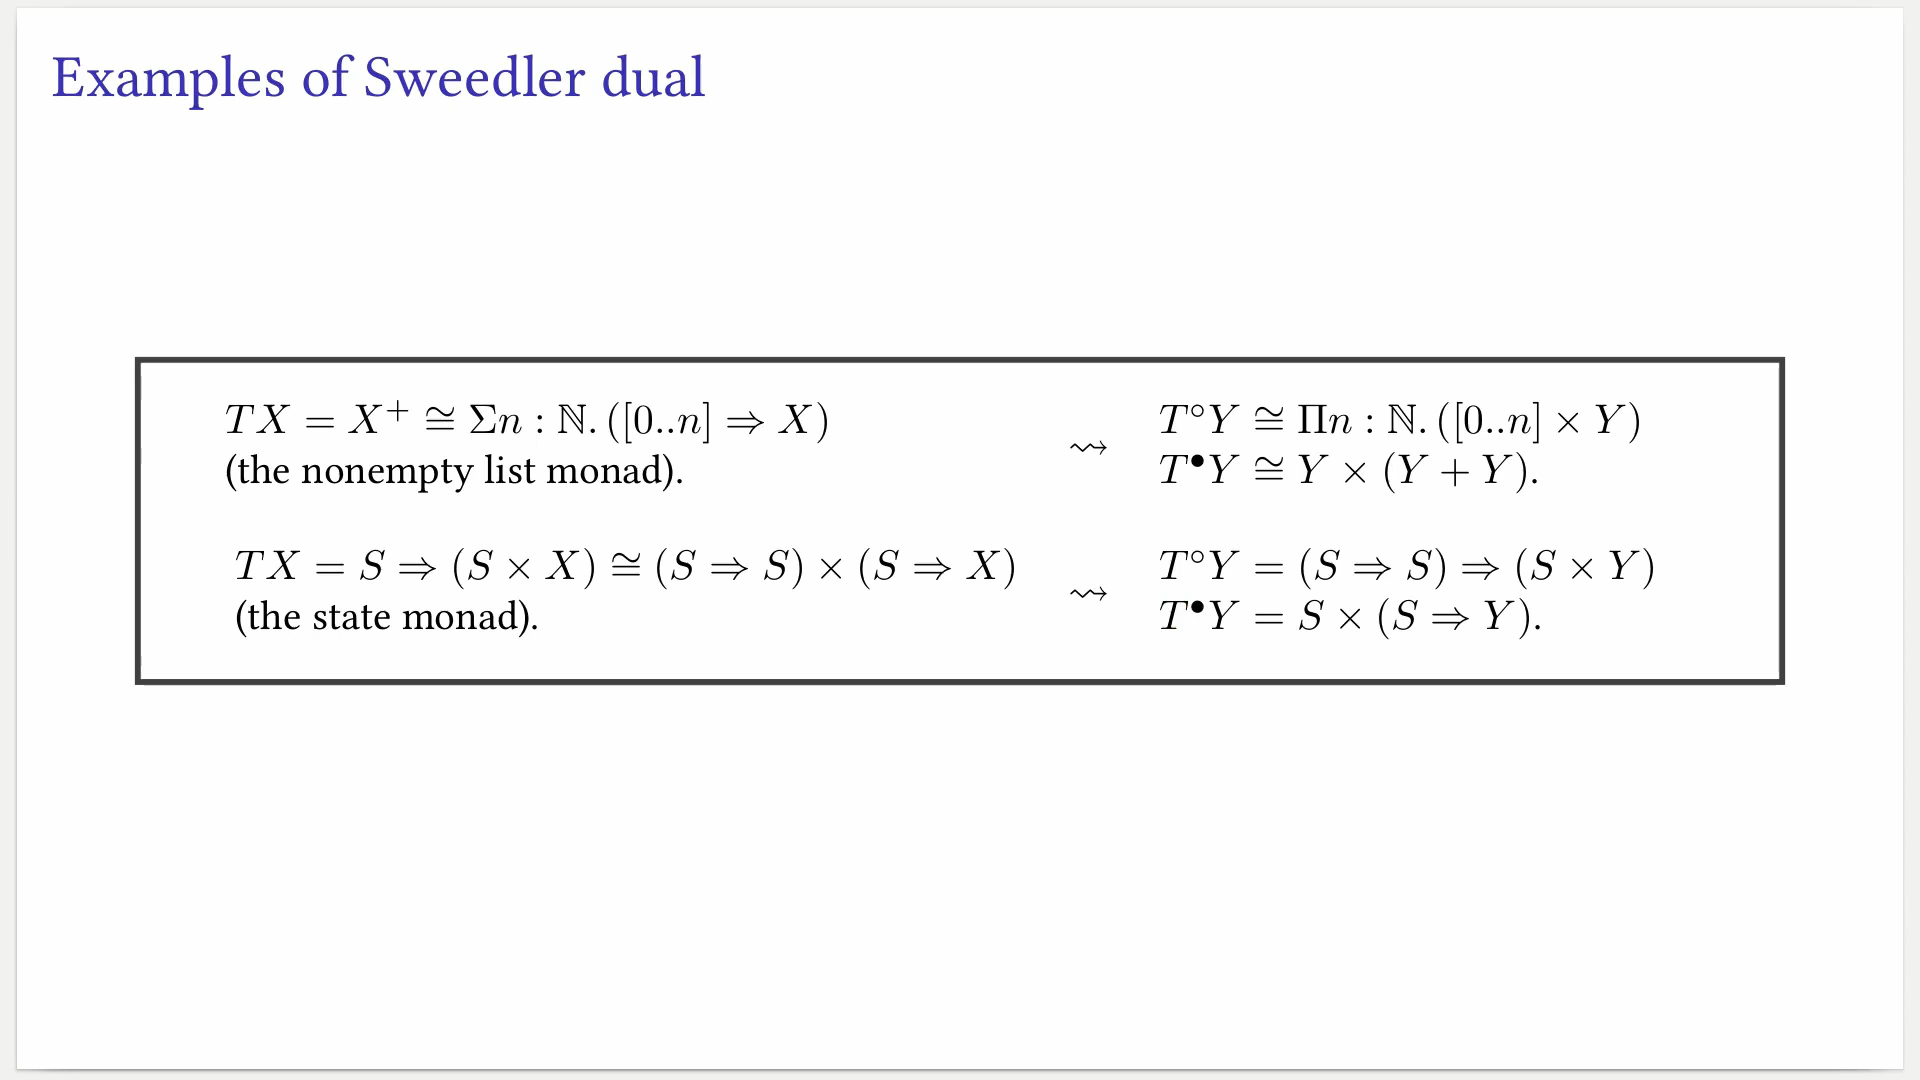 Examples of Sweedler dual
TX = X⁺ ≅ Σn : ℕ. ([0..n] ⇒ X)
(the nonempty list monad).
⇝
T°Y ≅ Πn : ℕ. ([0..n] × Y)
T•Y ≅ Y × (Y + Y).
TX = S ⇒ (S × X) ≅ (S ⇒ S) × (S ⇒ X)
(the state monad).
⇝
T°Y = (S ⇒ S) ⇒ (S × Y)
T•Y = S × (S ⇒ Y).